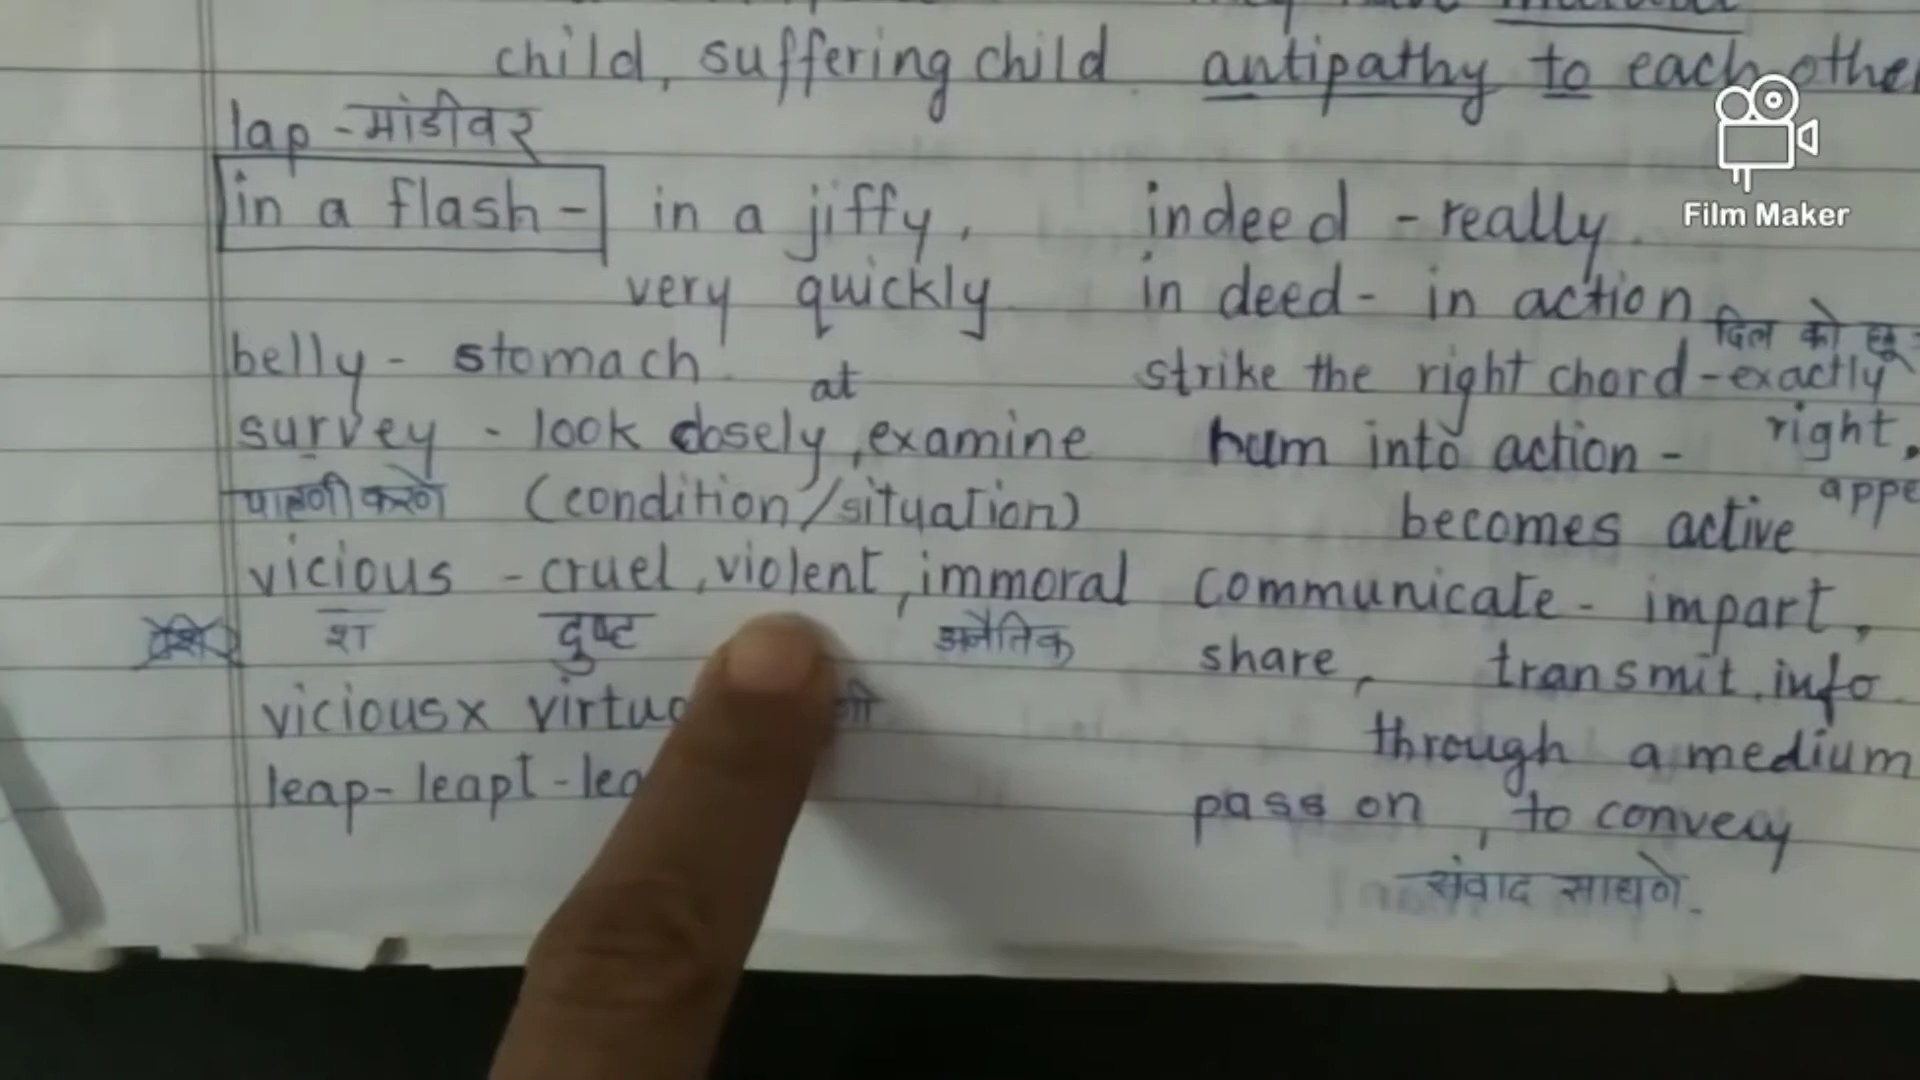 child, suffering child
lap - मांडीवर
in a flash - in a jiffy,
very quickly
belly - stomach
at
survey - look closely, examine
पाहणी करणे (condition/situation)
vicious - cruel, violent, immoral
श दुष्ट अनैतिक
vicious x
leap - leapt -
antipathy to each other
indeed - really.
in deed - in action
दिल को छू
strike the right chord - exactly
right.
hum into action -
becomes active
communicate - impart,
share, transmit info
through a medium
pass on, to convey
संवाद साधणे.
Film Maker